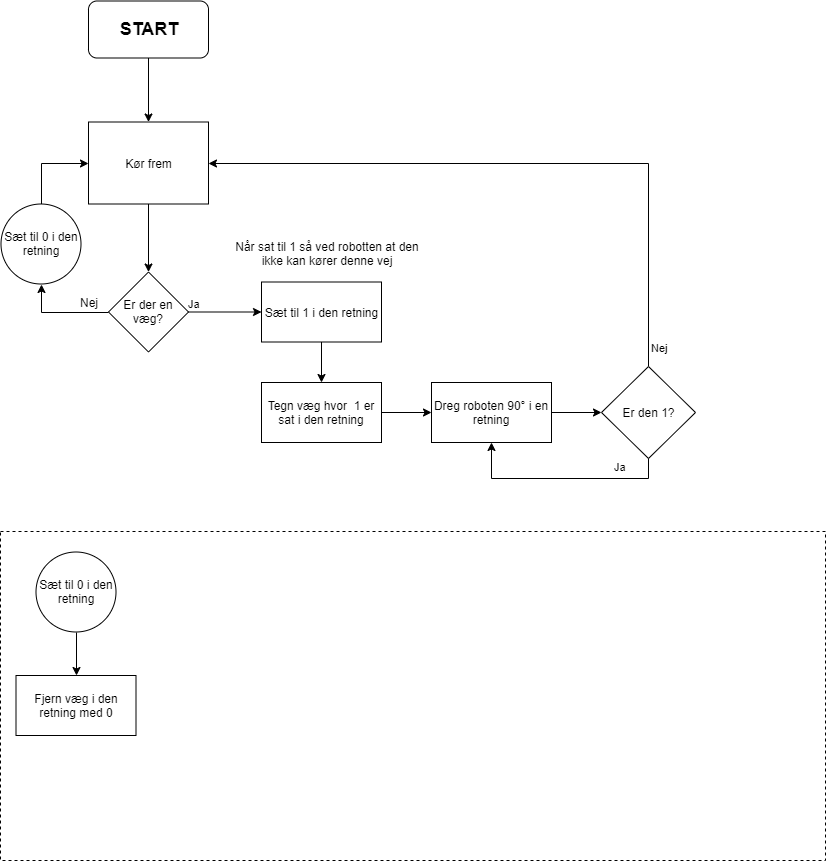 START
Kør frem
Sæt til 0 i den
retning
Når sat til 1 så ved robotten at den
ikke kan kører denne vej
Nej
Er der en
væg?
Ja
Sæt til 1 i den retning
Nej
Tegn væg hvor 1 er
sat i den retning
Dreg roboten 90° i en
retning
Er den 1?
Ja
Sæt til 0 i den
retning
Fjern væg i den
retning med 0